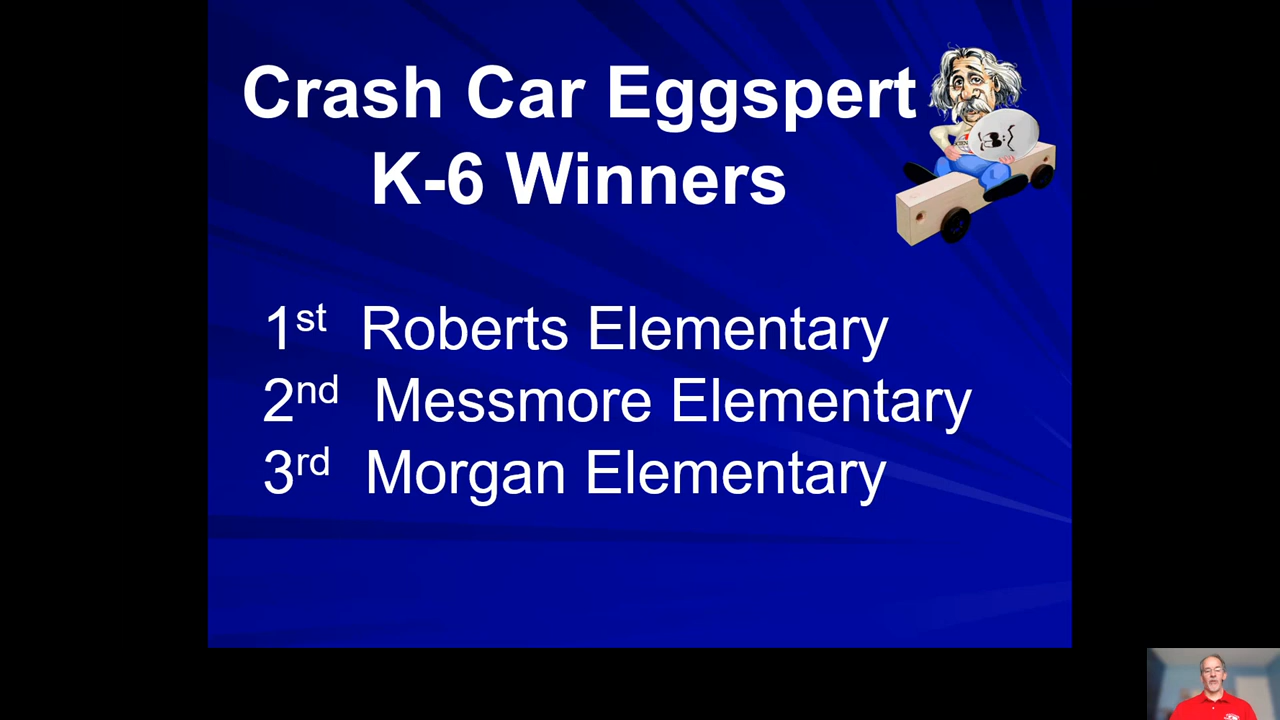 Crash Car Eggspert
K-6 Winners
1st Roberts Elementary
2nd Messmore Elementary
3rd Morgan Elementary